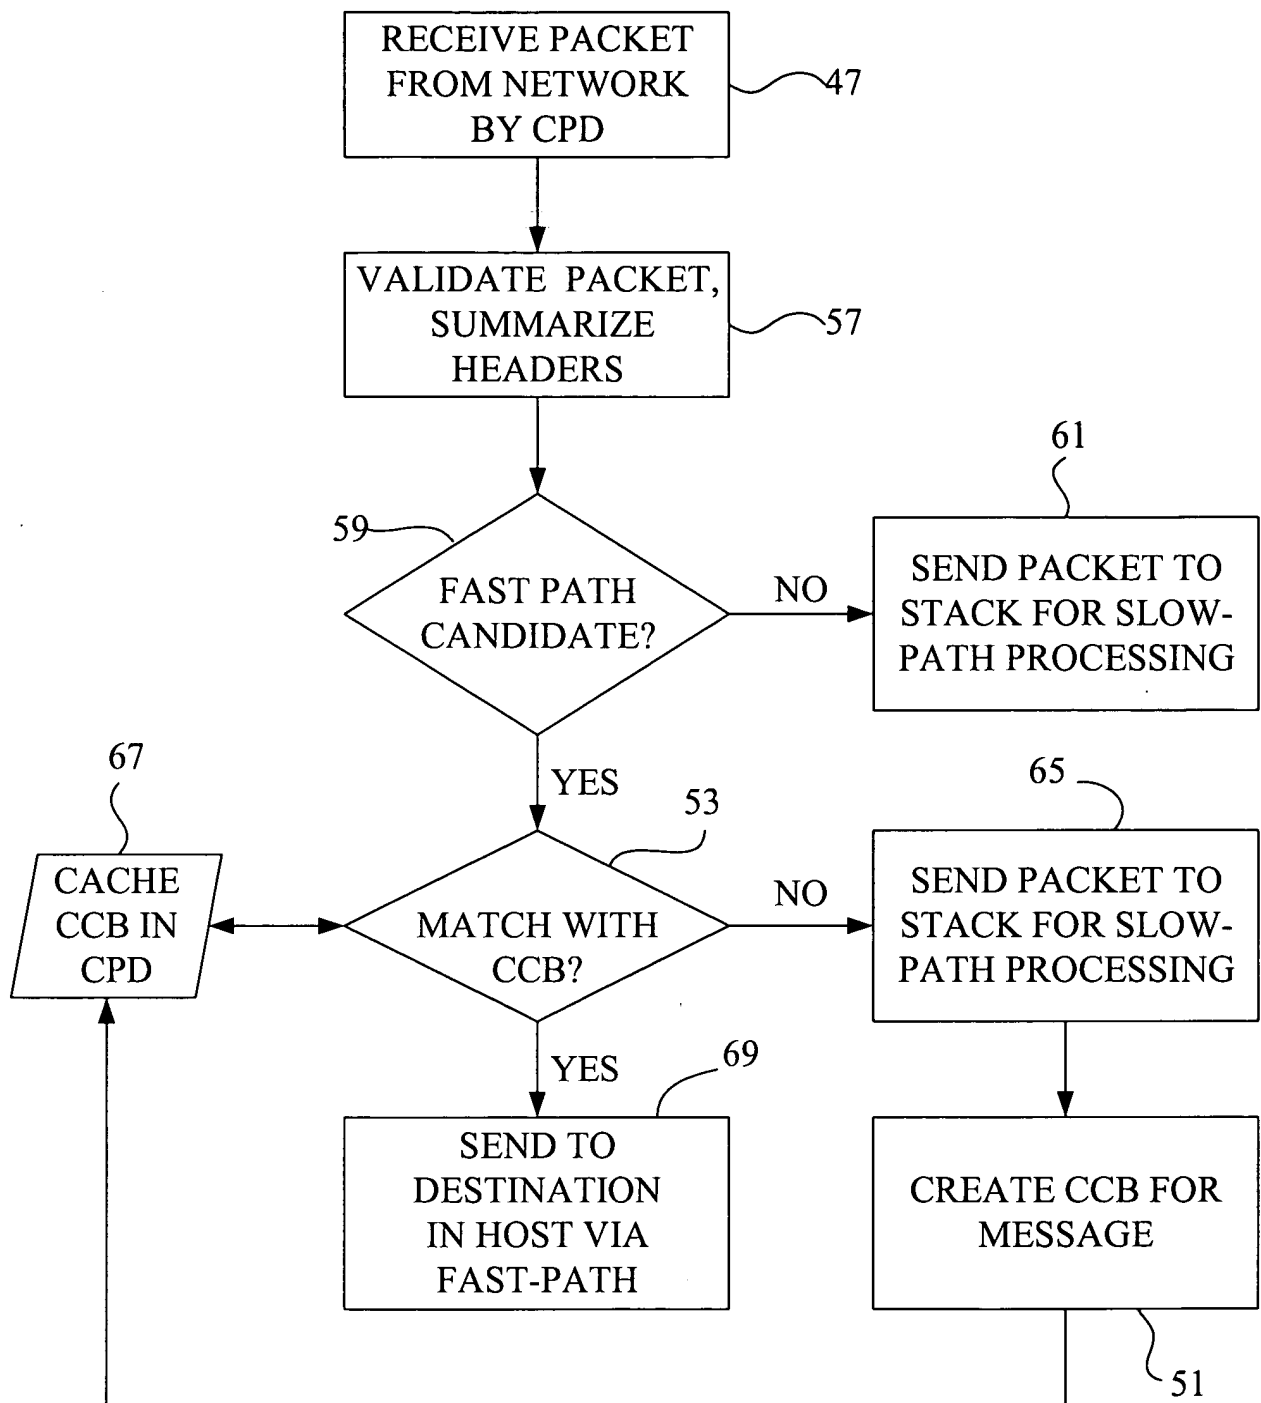 RECEIVE PACKET
FROM NETWORK
BY CPD
47
VALIDATE PACKET,
SUMMARIZE
HEADERS
57
61
59
FAST PATH
CANDIDATE?
NO
SEND PACKET TO
STACK FOR SLOW-
PATH PROCESSING
YES
67
53
65
CACHE
CCB IN
CPD
MATCH WITH
CCB?
NO
SEND PACKET TO
STACK FOR SLOW-
PATH PROCESSING
YES
69
SEND TO
DESTINATION
IN HOST VIA
FAST-PATH
CREATE CCB FOR
MESSAGE
51